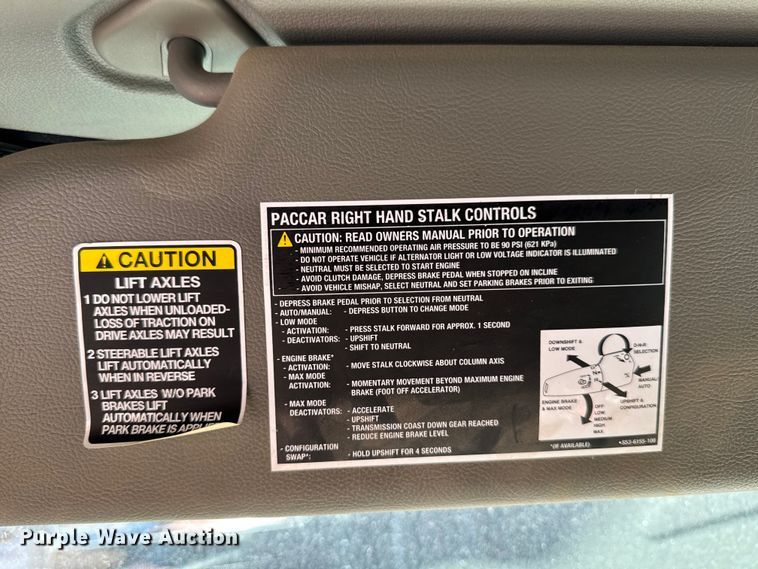 CAUTION
LIFT AXLES
1 DO NOT LOWER LIFT
AXLES WHEN UNLOADED-
LOSS OF TRACTION ON
DRIVE AXLES MAY RESULT
2 STEERABLE LIFT AXLES
LIFT AUTOMATICALLY
WHEN IN REVERSE
3 LIFT AXLES W/O PARK
BRAKES LIFT
AUTOMATICALLY WHEN
PARK BRAKE IS APPLIED
PACCAR RIGHT HAND STALK CONTROLS
CAUTION: READ OWNERS MANUAL PRIOR TO OPERATION
- MINIMUM RECOMMENDED OPERATING AIR PRESSURE TO BE 90 PSI (621 KPa)
- DO NOT OPERATE VEHICLE IF ALTERNATOR LIGHT OR LOW VOLTAGE INDICATOR IS ILLUMINATED
- NEUTRAL MUST BE SELECTED TO START ENGINE
- AVOID CLUTCH DAMAGE, DEPRESS BRAKE PEDAL WHEN STOPPED ON INCLINE
- AVOID VEHICLE MISHAP, SELECT NEUTRAL AND SET PARKING BRAKES PRIOR TO EXITING
- DEPRESS BRAKE PEDAL PRIOR TO SELECTION FROM NEUTRAL
- AUTO/MANUAL: - DEPRESS BUTTON TO CHANGE MODE
- LOW MODE
- ACTIVATION: - PRESS STALK FORWARD FOR APPROX. 1 SECOND
- DEACTIVATORS: - UPSHIFT
- SHIFT TO NEUTRAL
- ENGINE BRAKE*
- ACTIVATION: - MOVE STALK CLOCKWISE ABOUT COLUMN AXIS
- MAX MODE
ACTIVATION: - MOMENTARY MOVEMENT BEYOND MAXIMUM ENGINE
BRAKE (FOOT OFF ACCELERATOR)
- MAX MODE
DEACTIVATORS: - ACCELERATE
- UPSHIFT
- TRANSMISSION COAST DOWN GEAR REACHED
- REDUCE ENGINE BRAKE LEVEL
- CONFIGURATION
SWAP*: - HOLD UPSHIFT FOR 4 SECONDS
DOWNSHIFT &
LOW MODE
D-N-R-
SELECTION
MANUAL/
AUTO
ENGINE BRAKE
& MAX MODE
OFF-
LOW-
MEDIUM-
HIGH-
MAX.
UPSHIFT &
CONFIGURATION
*(IF AVAILABLE)
Purple Wave Auction